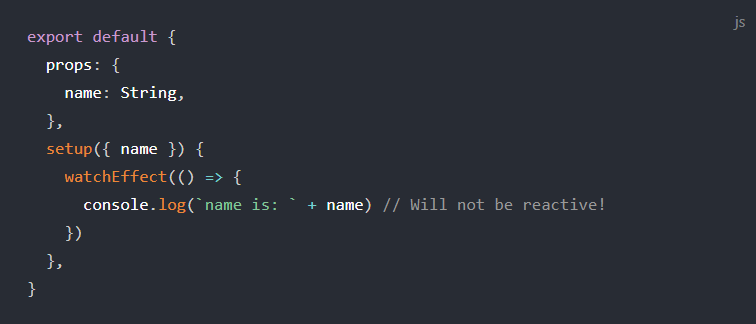 js
export default {
  props: {
    name: String,
  },
  setup({ name }) {
    watchEffect(() => {
      console.log(`name is: ` + name) // Will not be reactive!
    })
  },
}